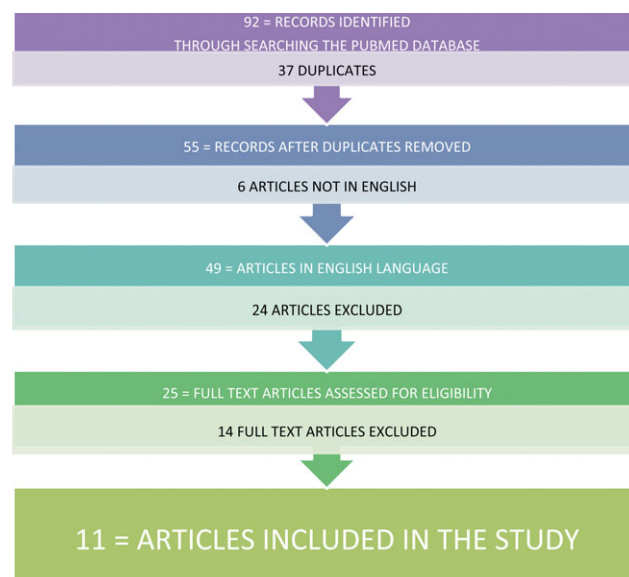 92 = RECORDS IDENTIFIED
THROUGH SEARCHING THE PUBMED DATABASE
37 DUPLICATES
55 = RECORDS AFTER DUPLICATES REMOVED
6 ARTICLES NOT IN ENGLISH
49 = ARTICLES IN ENGLISH LANGUAGE
24 ARTICLES EXCLUDED
25 = FULL TEXT ARTICLES ASSESSED FOR ELIGIBILITY
14 FULL TEXT ARTICLES EXCLUDED
11 = ARTICLES INCLUDED IN THE STUDY